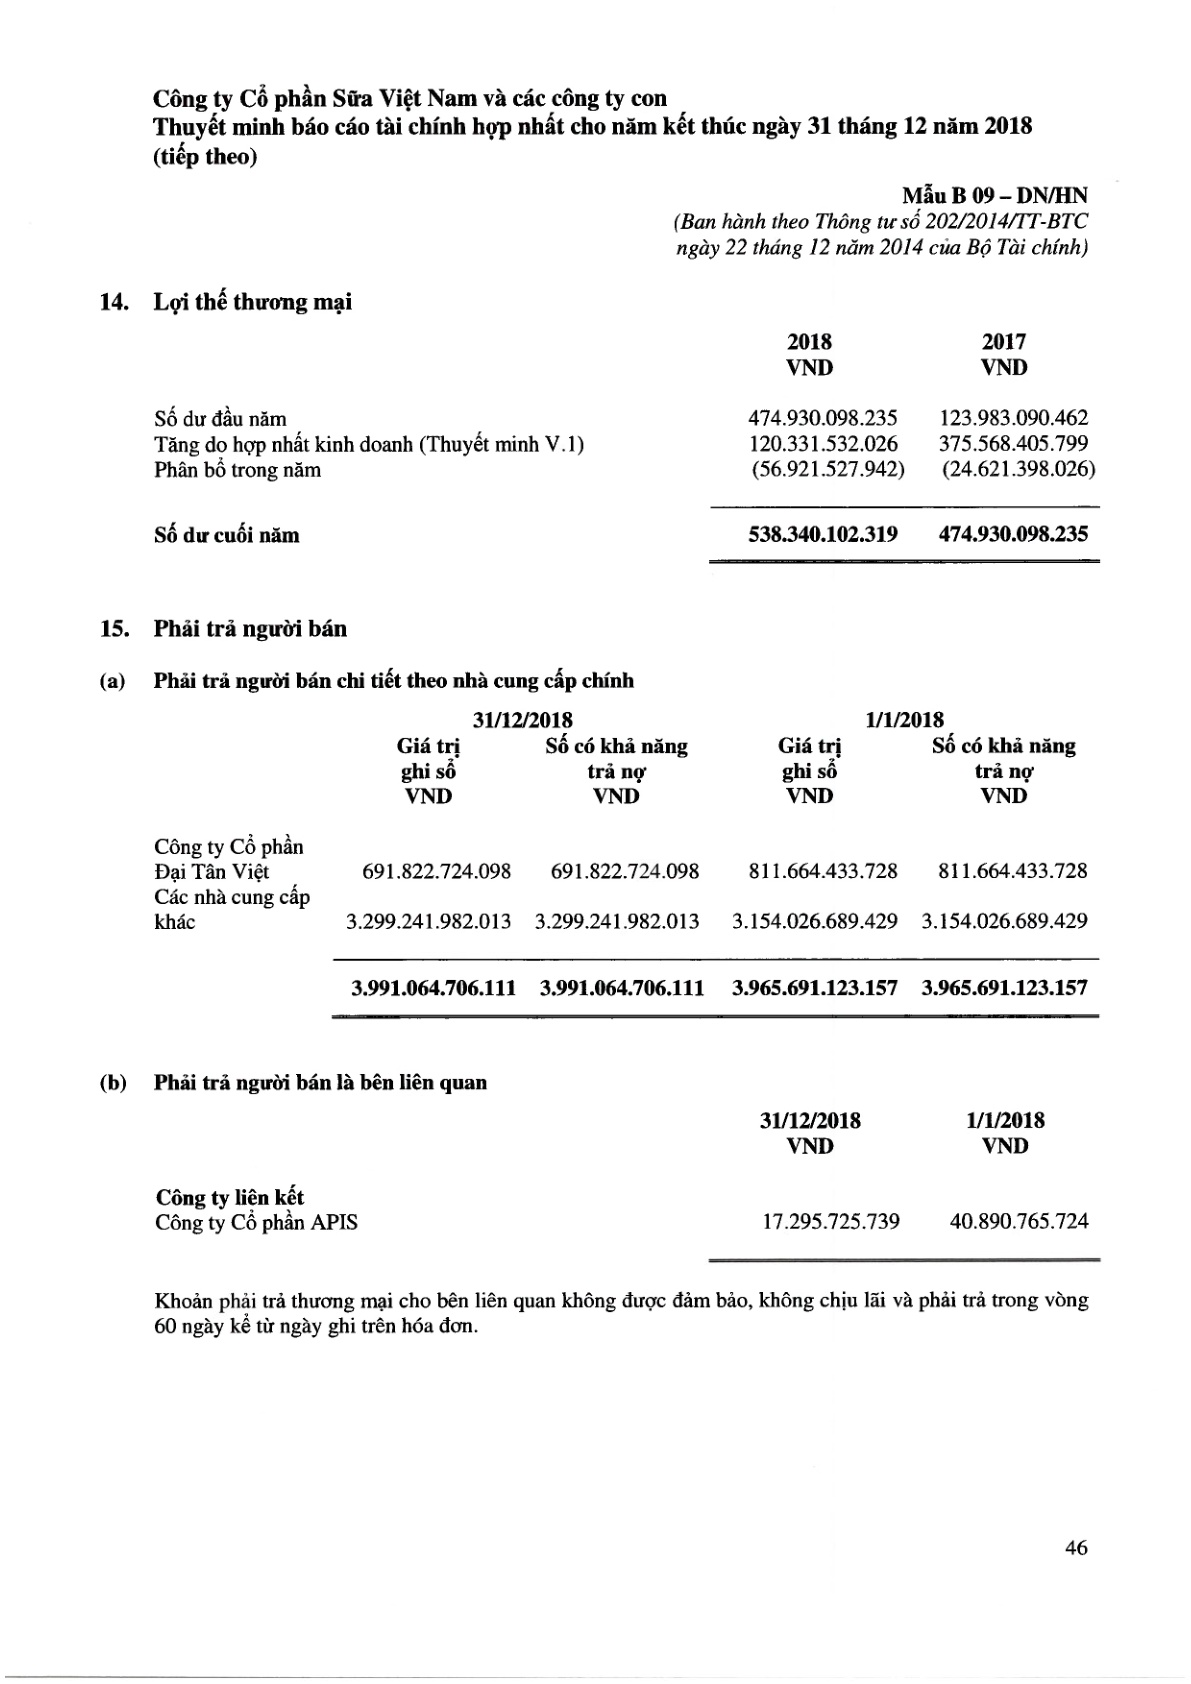 Công ty Cổ phần Sữa Việt Nam và các công ty con
Thuyết minh báo cáo tài chính hợp nhất cho năm kết thúc ngày 31 tháng 12 năm 2018
(tiếp theo)
Mẫu B 09 – DN/HN
(Ban hành theo Thông tư số 202/2014/TT-BTC
ngày 22 tháng 12 năm 2014 của Bộ Tài chính)
14. Lợi thế thương mại
2018 2017
VND VND
Số dư đầu năm 474.930.098.235 123.983.090.462
Tăng do hợp nhất kinh doanh (Thuyết minh V.1) 120.331.532.026 375.568.405.799
Phân bổ trong năm (56.921.527.942) (24.621.398.026)
Số dư cuối năm 538.340.102.319 474.930.098.235
15. Phải trả người bán
(a) Phải trả người bán chi tiết theo nhà cung cấp chính
31/12/2018 1/1/2018
Giá trị Số có khả năng Giá trị Số có khả năng
ghi sổ trả nợ ghi sổ trả nợ
VND VND VND VND
Công ty Cổ phần
Đại Tân Việt 691.822.724.098 691.822.724.098 811.664.433.728 811.664.433.728
Các nhà cung cấp
khác 3.299.241.982.013 3.299.241.982.013 3.154.026.689.429 3.154.026.689.429
3.991.064.706.111 3.991.064.706.111 3.965.691.123.157 3.965.691.123.157
(b) Phải trả người bán là bên liên quan
31/12/2018 1/1/2018
VND VND
Công ty liên kết
Công ty Cổ phần APIS 17.295.725.739 40.890.765.724
Khoản phải trả thương mại cho bên liên quan không được đảm bảo, không chịu lãi và phải trả trong vòng
60 ngày kể từ ngày ghi trên hóa đơn.
46